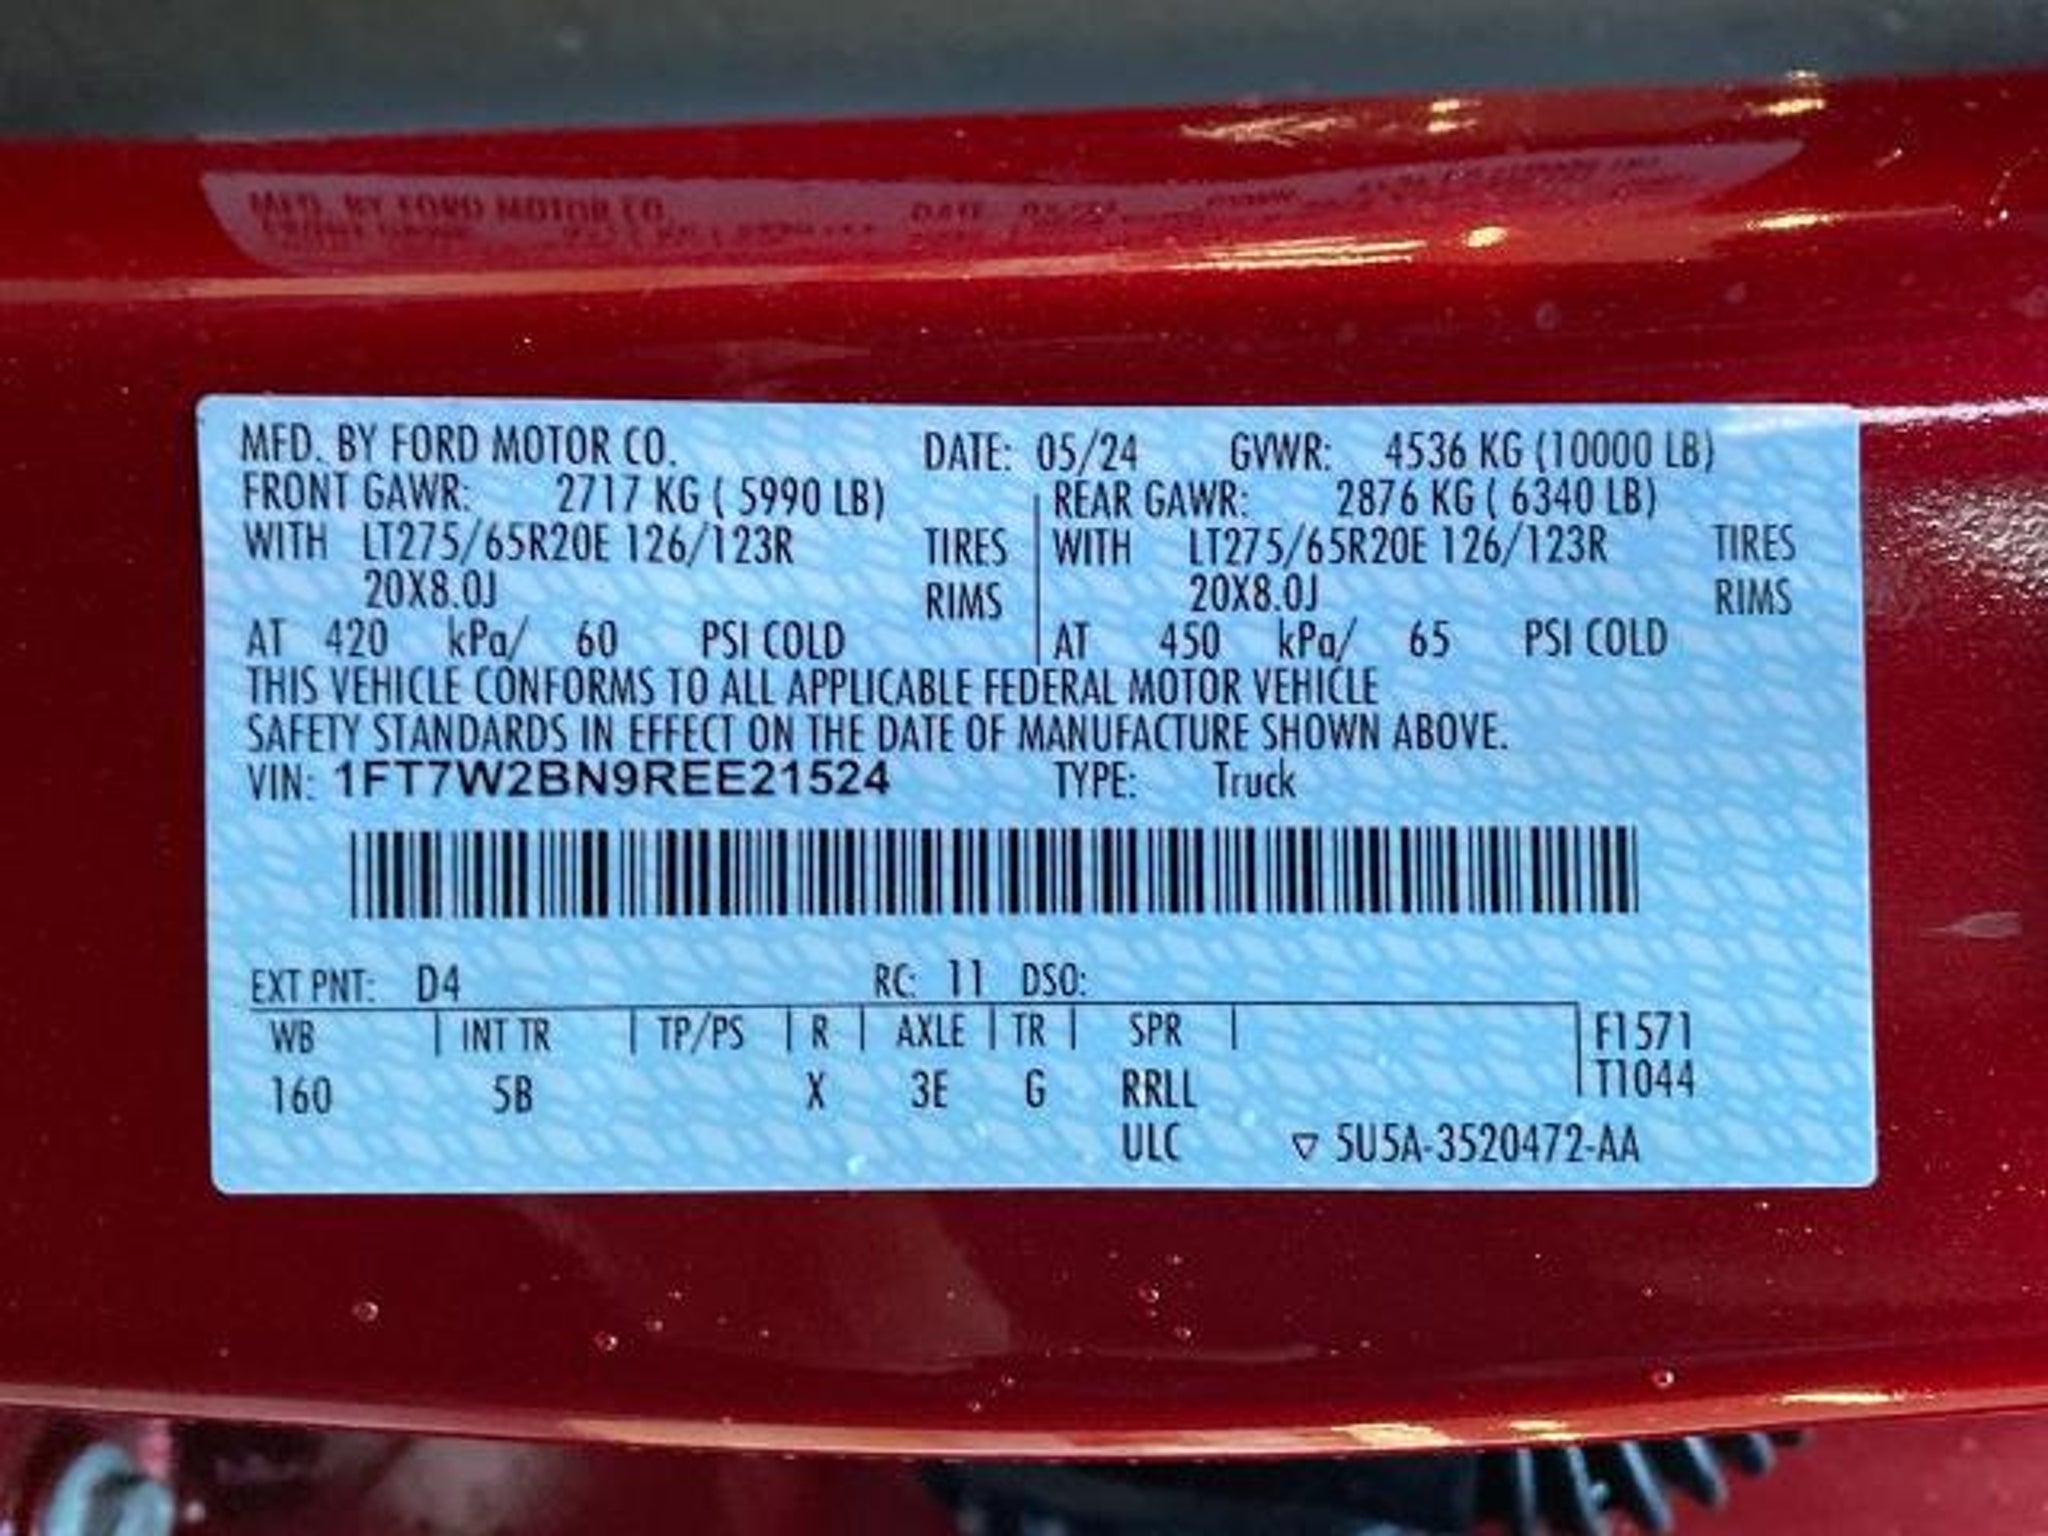 MFD. BY FORD MOTOR CO. DATE: 05/24 GVWR: 4536 KG (10000 LB)
FRONT GAWR: 2717 KG ( 5990 LB) REAR GAWR: 2876 KG ( 6340 LB)
WITH LT275/65R20E 126/123R TIRES WITH LT275/65R20E 126/123R TIRES
20X8.0J RIMS 20X8.0J RIMS
AT 420 kPa/ 60 PSI COLD AT 450 kPa/ 65 PSI COLD
THIS VEHICLE CONFORMS TO ALL APPLICABLE FEDERAL MOTOR VEHICLE
SAFETY STANDARDS IN EFFECT ON THE DATE OF MANUFACTURE SHOWN ABOVE.
VIN: 1FT7W2BN9REE21524 TYPE: Truck
EXT PNT: D4 RC: 11 DSO:
WB INT TR TP/PS R AXLE TR SPR F1571
T1044
160 5B X 3E G RRLL
ULC ▽ 5U5A-3520472-AA